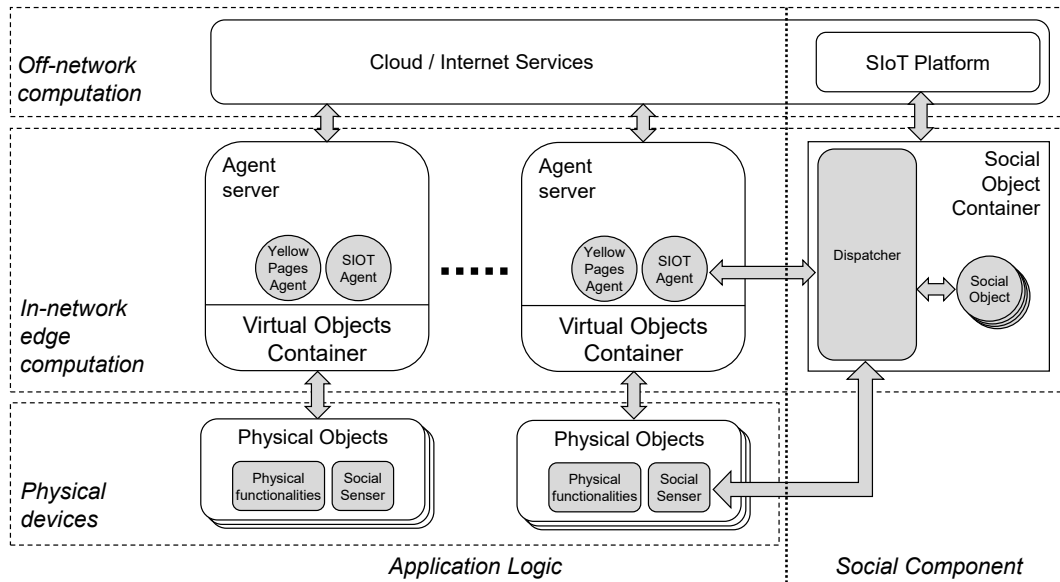 Off-network
computation
Cloud / Internet Services
SIoT Platform
In-network
edge
computation
Agent
server
Yellow
Pages
Agent
SIOT
Agent
Virtual Objects
Container
Agent
server
Yellow
Pages
Agent
SIOT
Agent
Virtual Objects
Container
Dispatcher
Social
Object
Container
Social
Object
Physical
devices
Physical Objects
Physical
functionalities
Social
Senser
Physical Objects
Physical
functionalities
Social
Senser
Application Logic
Social Component